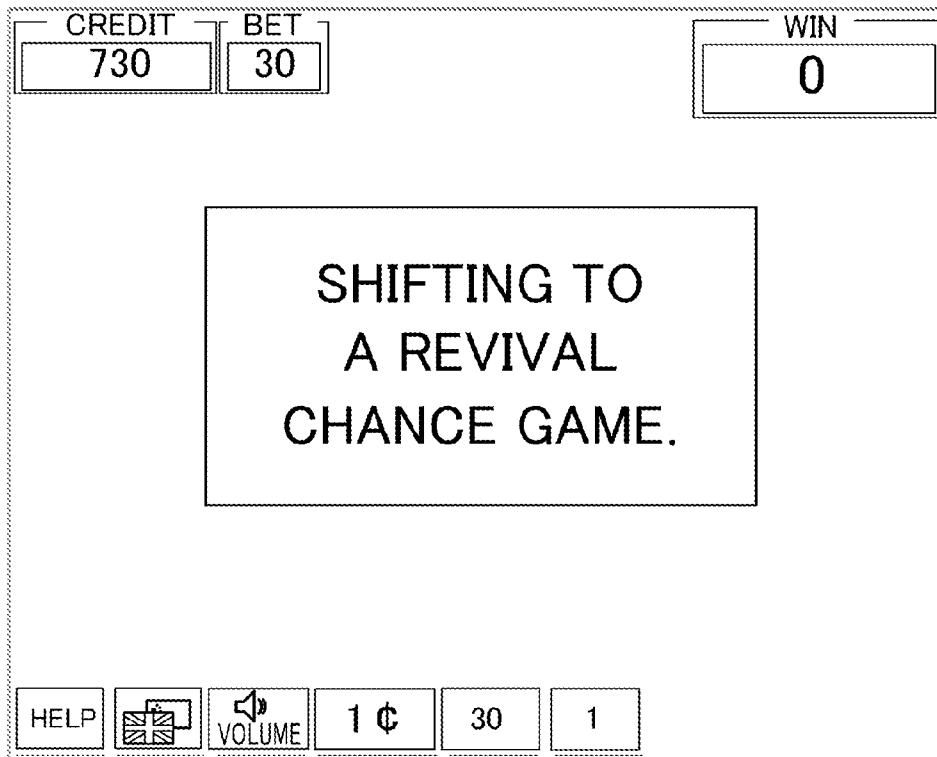 CREDIT BET WIN
730 30 0
SHIFTING TO
A REVIVAL
CHANCE GAME.
HELP VOLUME 1 ¢ 30 1